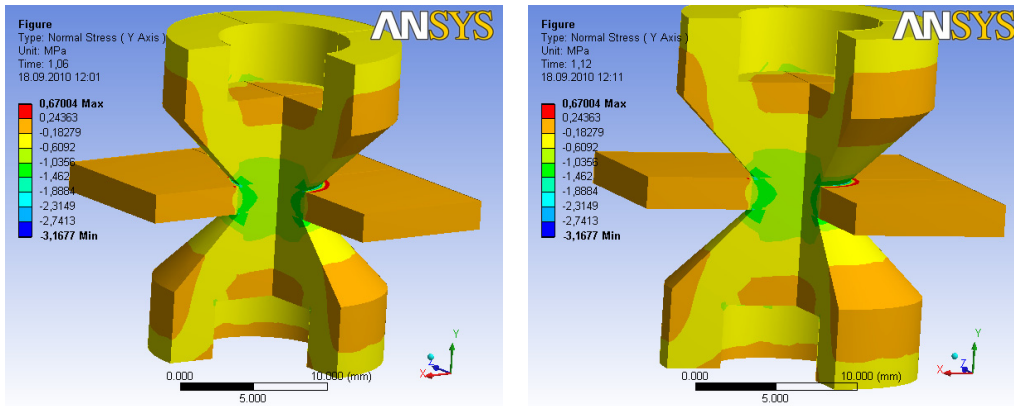 Figure
Type: Normal Stress ( Y Axis )
Unit: MPa
Time: 1,06
18.09.2010 12:01
ANSYS
0,67004 Max
0,24363
-0,18279
-0,6092
-1,0356
-1,462
-1,8884
-2,3149
-2,7413
-3,1677 Min
0.000
10.000 (mm)
5.000
Y
Z
X
Figure
Type: Normal Stress ( Y Axis )
Unit: MPa
Time: 1,12
18.09.2010 12:11
ANSYS
0,67004 Max
0,24363
-0,18279
-0,6092
-1,0356
-1,462
-1,8884
-2,3149
-2,7413
-3,1677 Min
0.000
10.000 (mm)
5.000
Y
Z
X